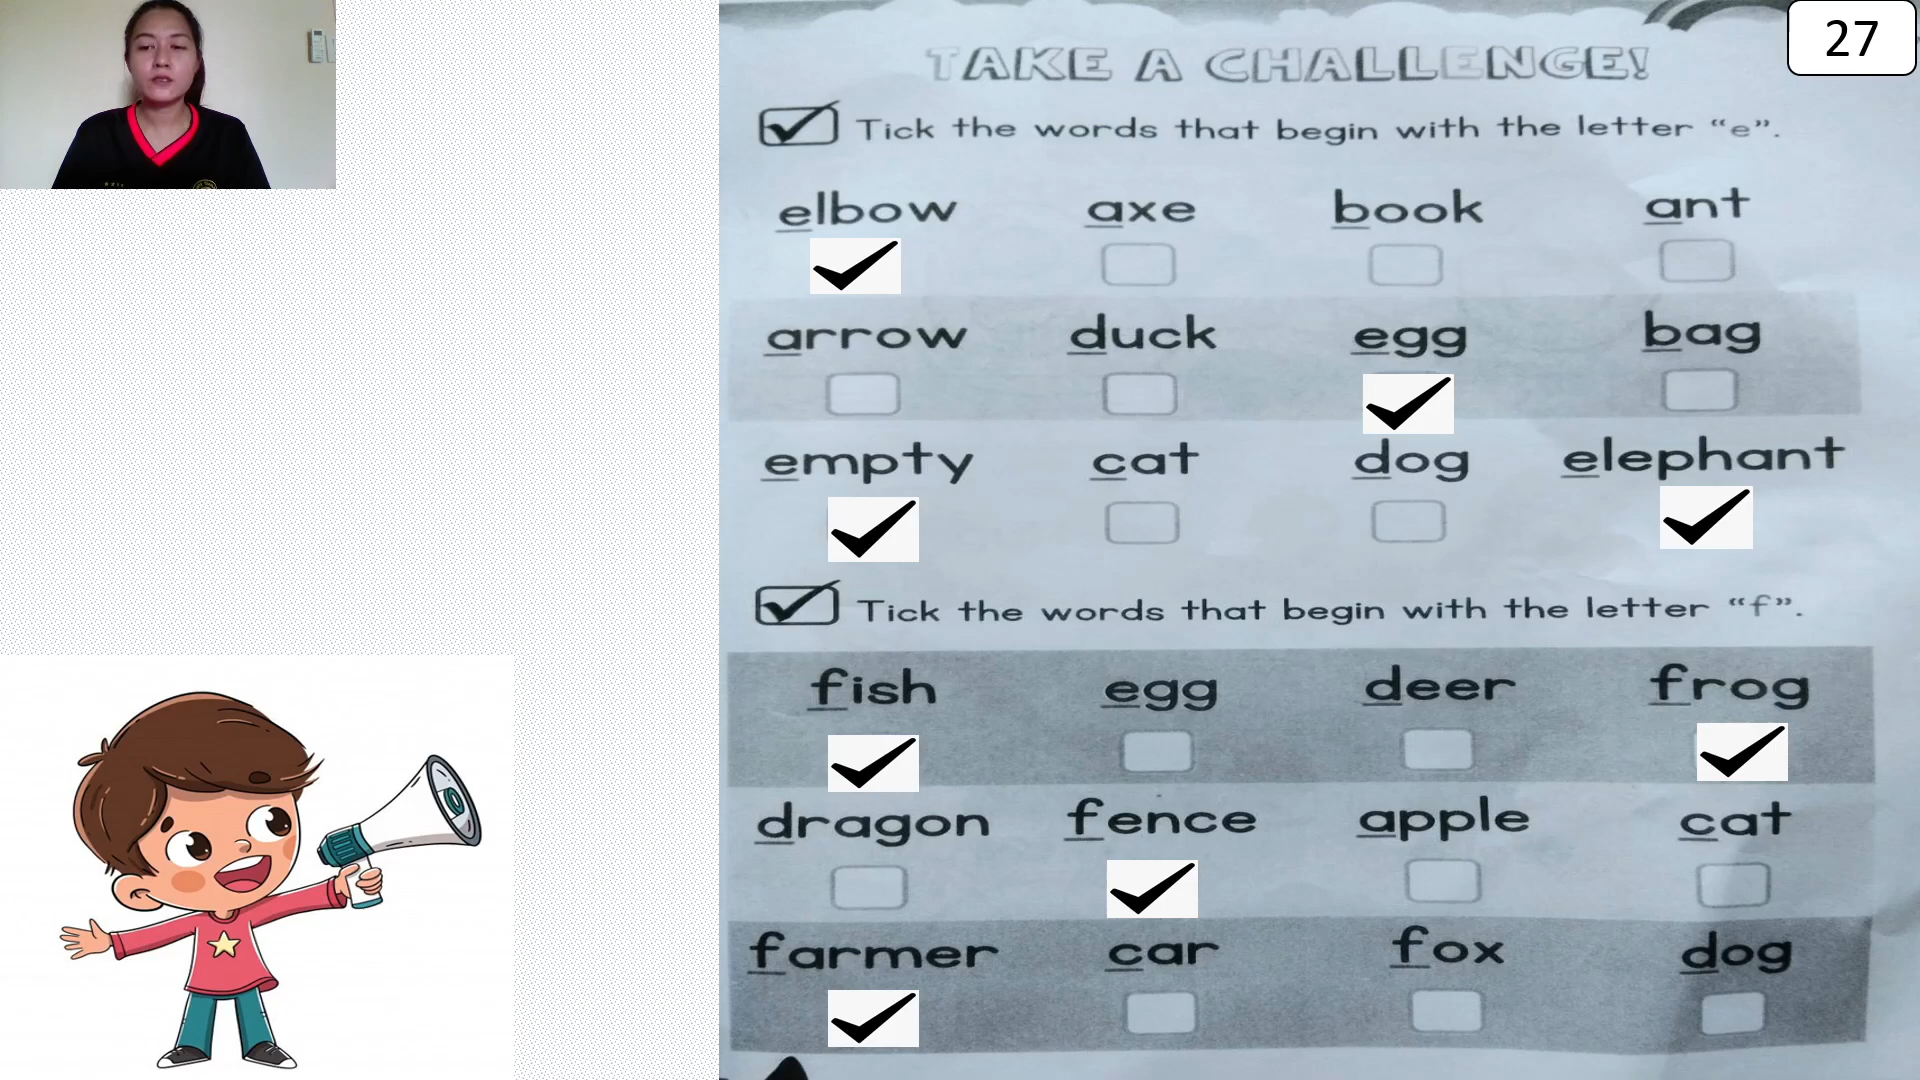 27
TAKE A CHALLENGE!
Tick the words that begin with the letter “e”.
elbow axe book ant
arrow duck egg bag
empty cat dog elephant
Tick the words that begin with the letter “f”.
fish egg deer frog
dragon fence apple cat
farmer car fox dog